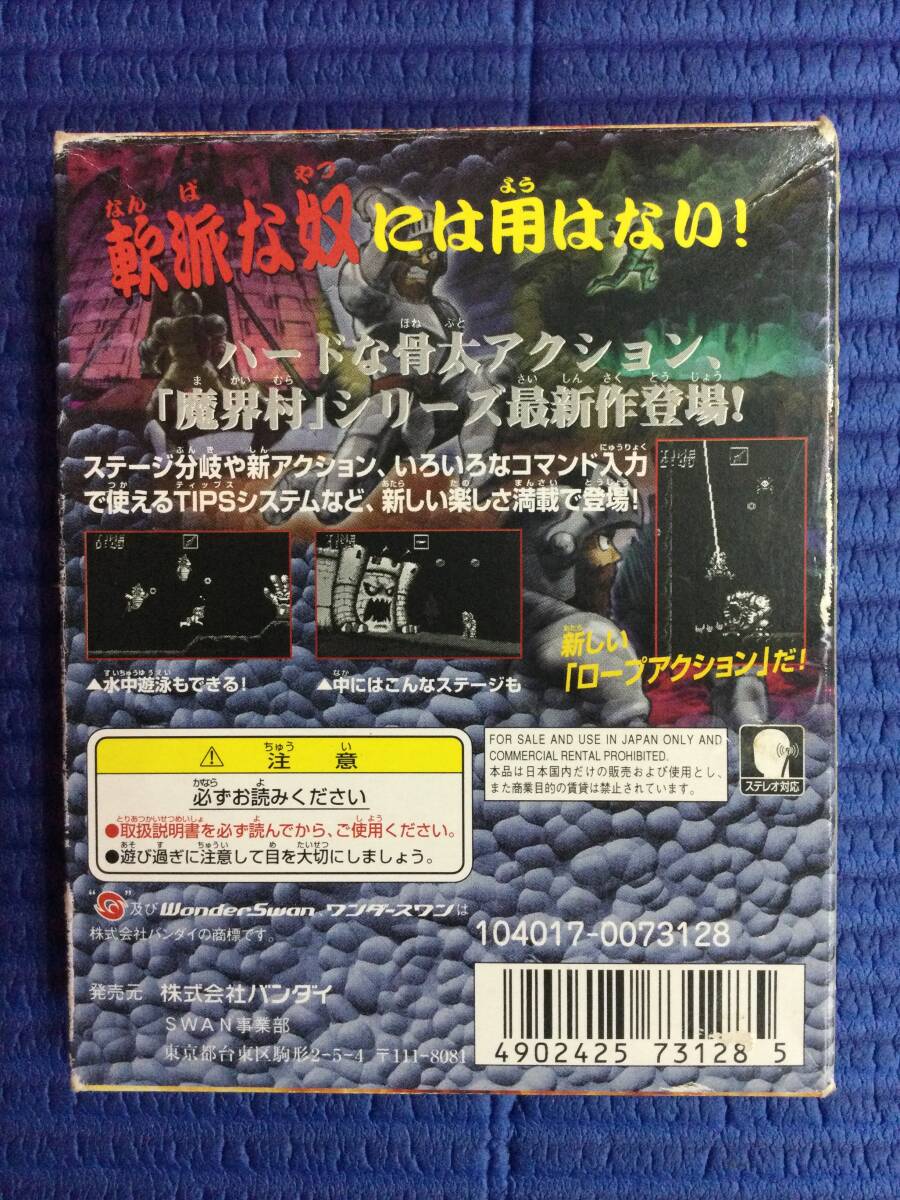 軟派な奴には用はない!
ハードな骨太アクション、
「魔界村」シリーズ最新作登場!
ステージ分岐や新アクション、いろいろなコマンド入力
で使えるTIPSシステムなど、新しい楽しさ満載で登場!
▲水中遊泳もできる!
▲中にはこんなステージも
新しい
「ロープアクション」だ!
⚠ 注意
必ずお読みください
●取扱説明書を必ず読んでから、ご使用ください。
●遊び過ぎに注意して目を大切にしましょう。
FOR SALE AND USE IN JAPAN ONLY AND
COMMERCIAL RENTAL PROHIBITED.
本品は日本国内だけの販売および使用とし、
また商業目的の賃貸は禁止されています。
ステレオ対応
及び WonderSwan ワンダースワンは
株式会社バンダイの商標です。
104017-0073128
発売元 株式会社バンダイ
SWAN事業部
東京都台東区駒形2-5-4 〒111-8081
4902425 73128 5